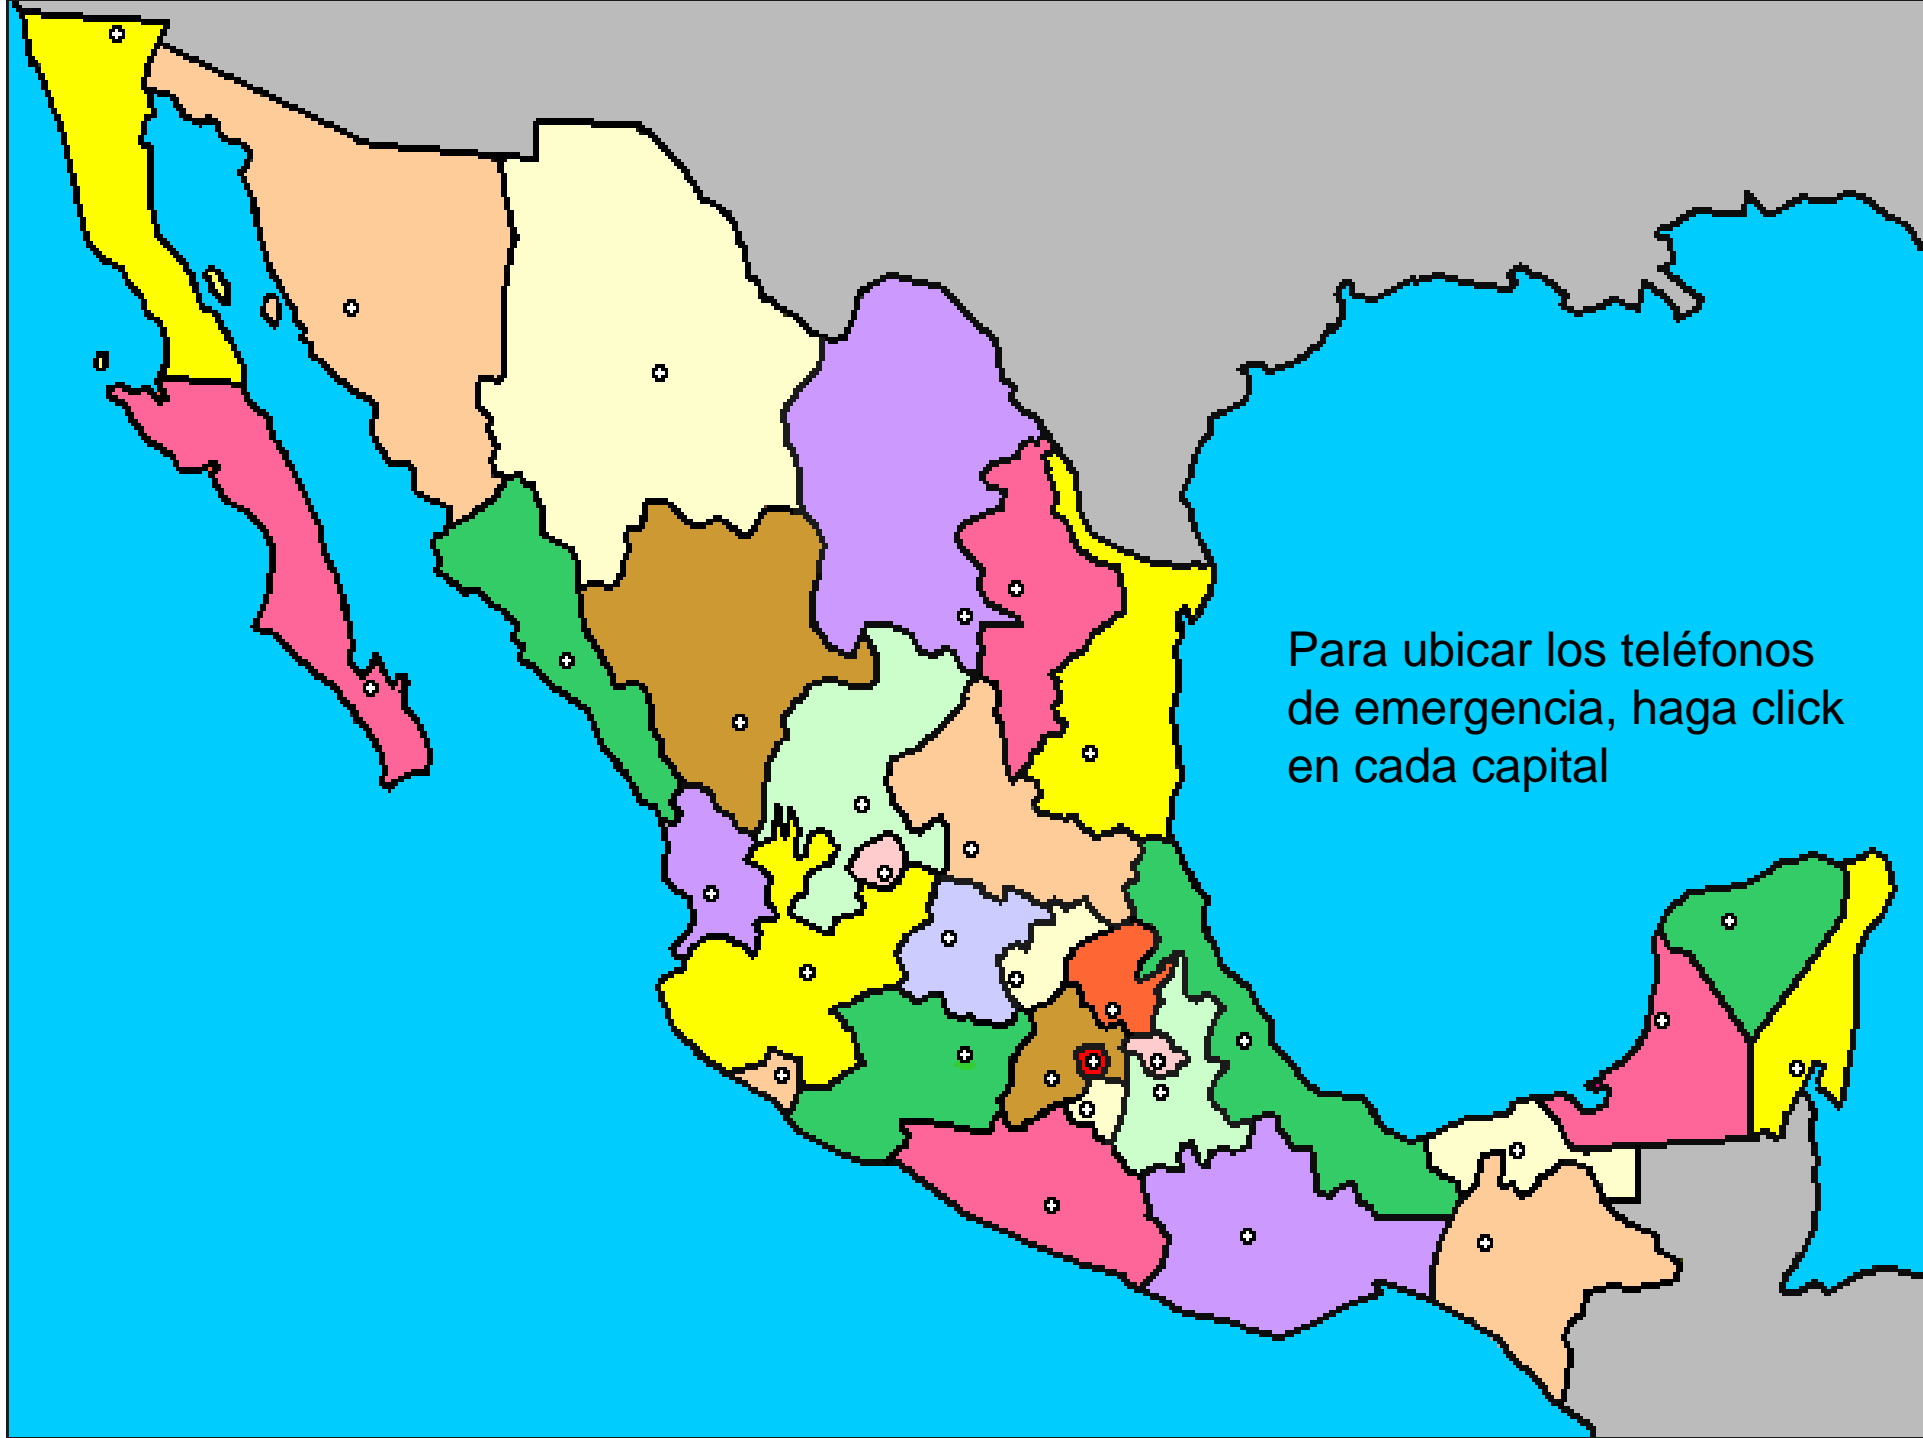 Para ubicar los teléfonos
de emergencia, haga click
en cada capital